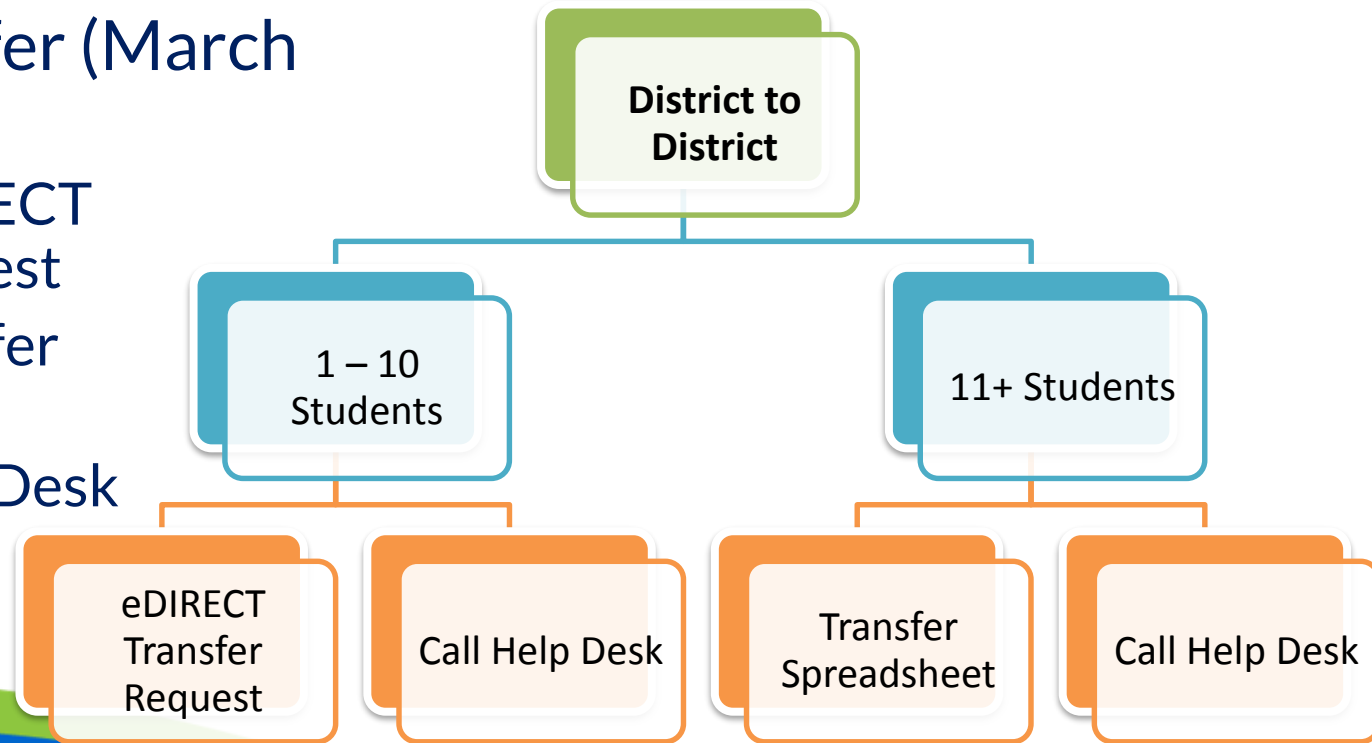 fer (March
ECT
est
fer
Desk
District to
District
1 – 10
Students
11+ Students
eDIRECT
Transfer
Request
Call Help Desk
Transfer
Spreadsheet
Call Help Desk